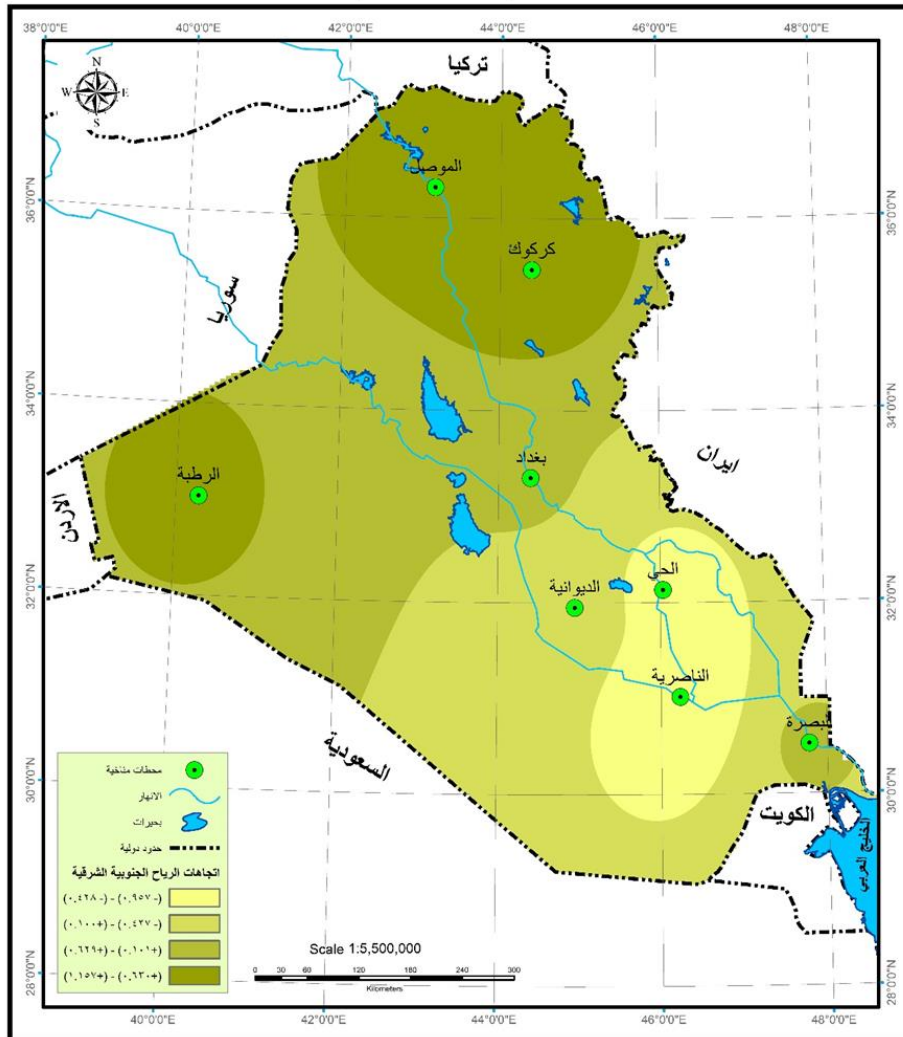 38°0'0"E 40°0'0"E 42°0'0"E 44°0'0"E 46°0'0"E 48°0'0"E
N
W E
S
تركيا
الموصل
36°0'0"N 36°0'0"N
كركوك
سوريا
34°0'0"N 34°0'0"N
ايران
بغداد
الرطبة
الاردن
الحي
32°0'0"N 32°0'0"N
الديوانية
الناصرية
البصرة
السعودية
30°0'0"N 30°0'0"N
الكويت
الخليج العربي
محطات مناخية
الانهار
بحيرات
حدود دولية
اتجاهات الرياح الجنوبية الشرقية
(-٠.٩٥٧) - (-٠.٤٢٨)
(-٠.٤٣٧) - (+٠.١٠٠)
(+٠.١٠١) - (+٠.٦٢٩)
(+٠.٦٣٠) - (+١.١٥٧)
Scale 1:5,500,000
0 30 60 120 180 240 300
Kilometers
28°0'0"N 28°0'0"N
40°0'0"E 42°0'0"E 44°0'0"E 46°0'0"E 48°0'0"E